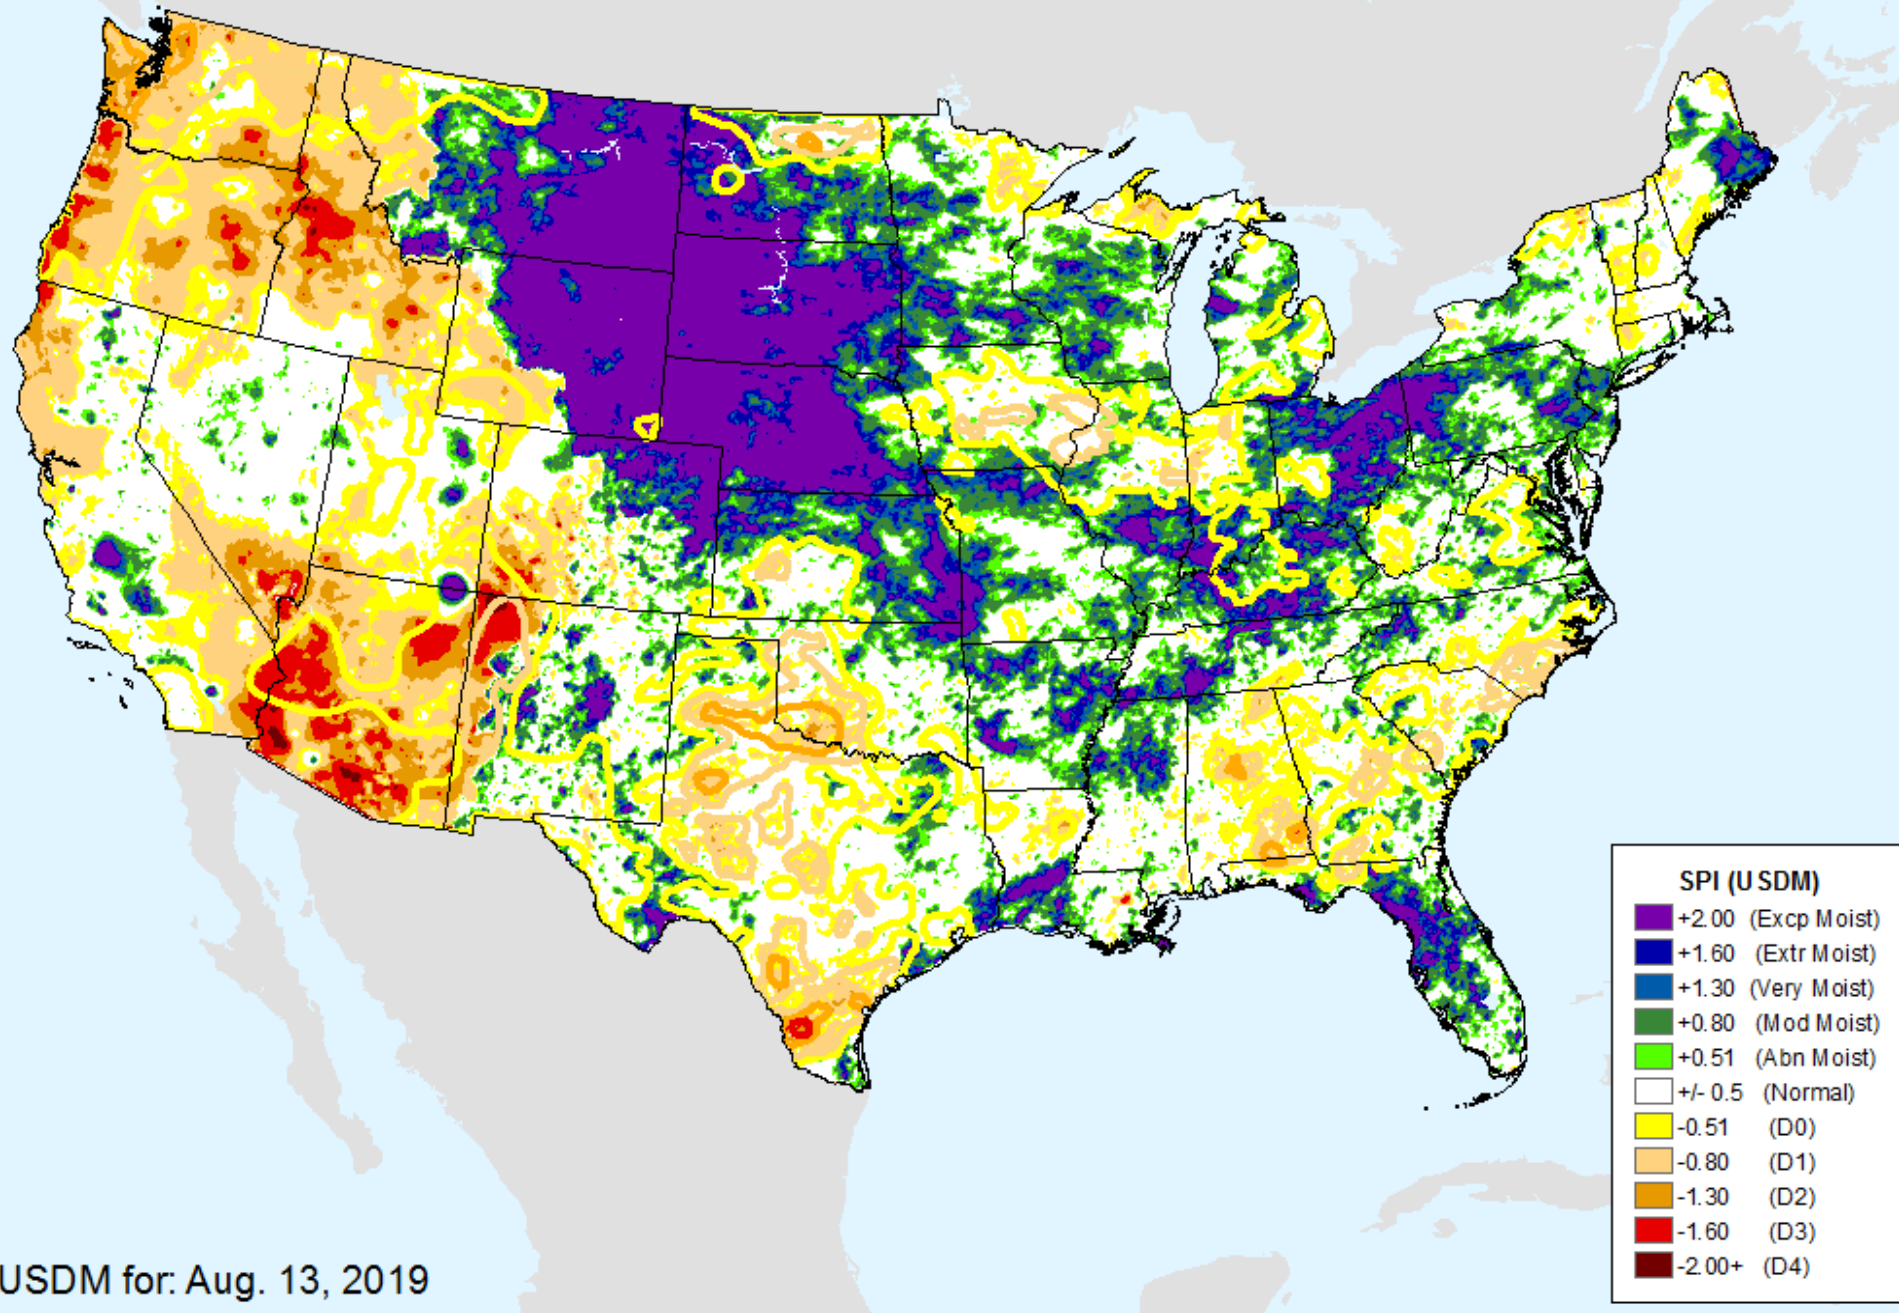 SPI (USDM)
+2.00 (Excp Moist)
+1.60 (Extr Moist)
+1.30 (Very Moist)
+0.80 (Mod Moist)
+0.51 (Abn Moist)
+/- 0.5 (Normal)
-0.51 (D0)
-0.80 (D1)
-1.30 (D2)
-1.60 (D3)
-2.00+ (D4)
USDM for: Aug. 13, 2019